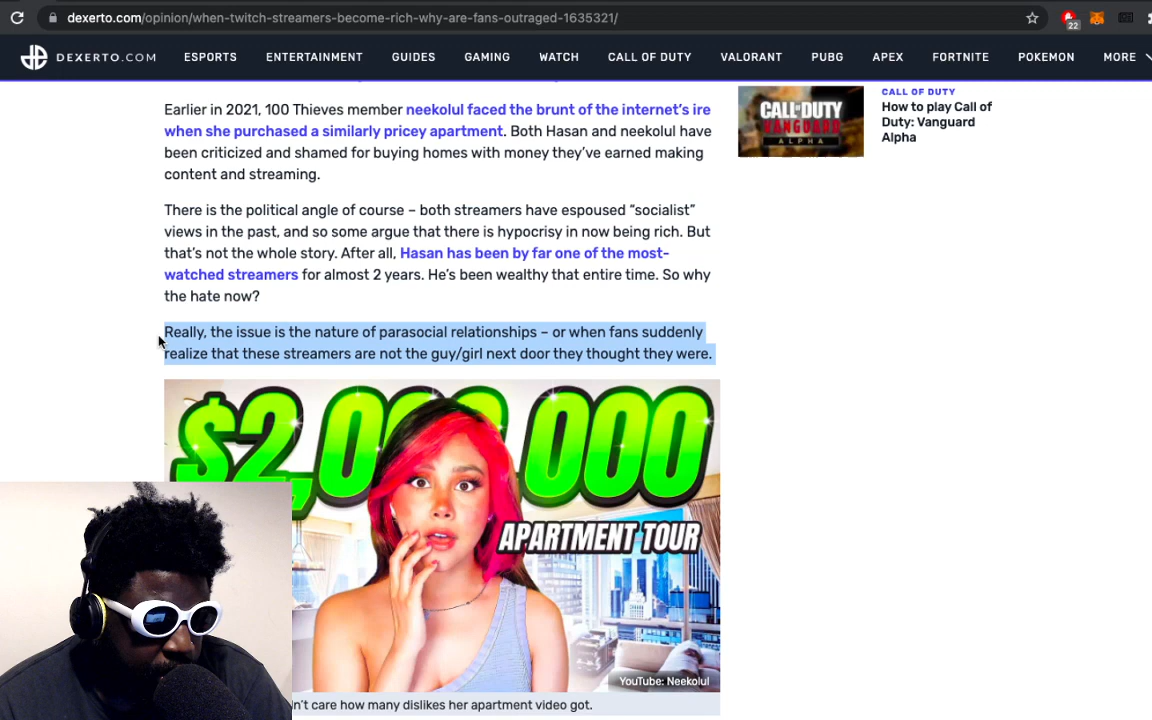 dexerto.com/opinion/when-twitch-streamers-become-rich-why-are-fans-outraged-1635321/
22
DEXERTO.COM
ESPORTS
ENTERTAINMENT
GUIDES
GAMING
WATCH
CALL OF DUTY
VALORANT
PUBG
APEX
FORTNITE
POKEMON
MORE
Earlier in 2021, 100 Thieves member neekolul faced the brunt of the internet's ire
when she purchased a similarly pricey apartment. Both Hasan and neekolul have
been criticized and shamed for buying homes with money they've earned making
content and streaming.
There is the political angle of course – both streamers have espoused “socialist”
views in the past, and so some argue that there is hypocrisy in now being rich. But
that's not the whole story. After all, Hasan has been by far one of the most-
watched streamers for almost 2 years. He's been wealthy that entire time. So why
the hate now?
Really, the issue is the nature of parasocial relationships – or when fans suddenly
realize that these streamers are not the guy/girl next door they thought they were.
CALL OF DUTY
VANGUARD
ALPHA
CALL OF DUTY
How to play Call of
Duty: Vanguard
Alpha
$2,0 000
APARTMENT TOUR
YouTube: Neekolul
n't care how many dislikes her apartment video got.